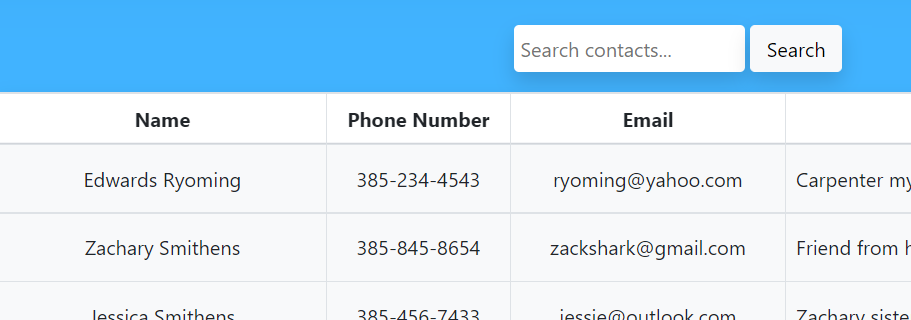 Search contacts... Search
Name Phone Number Email
Edwards Ryoming 385-234-4543 ryoming@yahoo.com Carpenter my
Zachary Smithens 385-845-8654 zackshark@gmail.com Friend from h
Jessica Smithens 385-456-7433 jessie@outlook.com Zachary siste